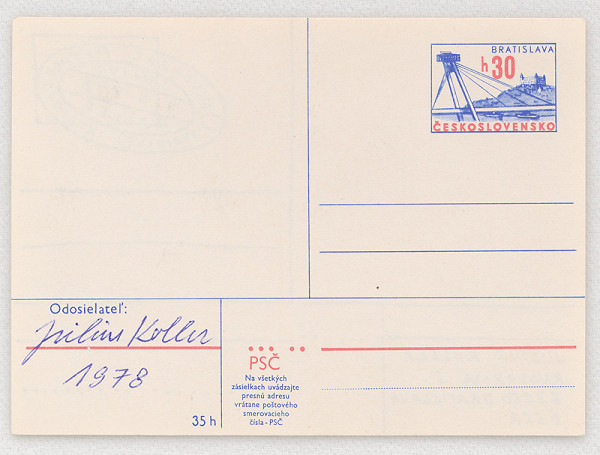 BRATISLAVA
h 30
ČESKOSLOVENSKO
Odosielateľ:
Július Koller
1978
35 h
PSČ
Na všetkých
zásielkach uvádzajte
presnú adresu
vrátane poštového
smerovacieho
čísla - PSČ